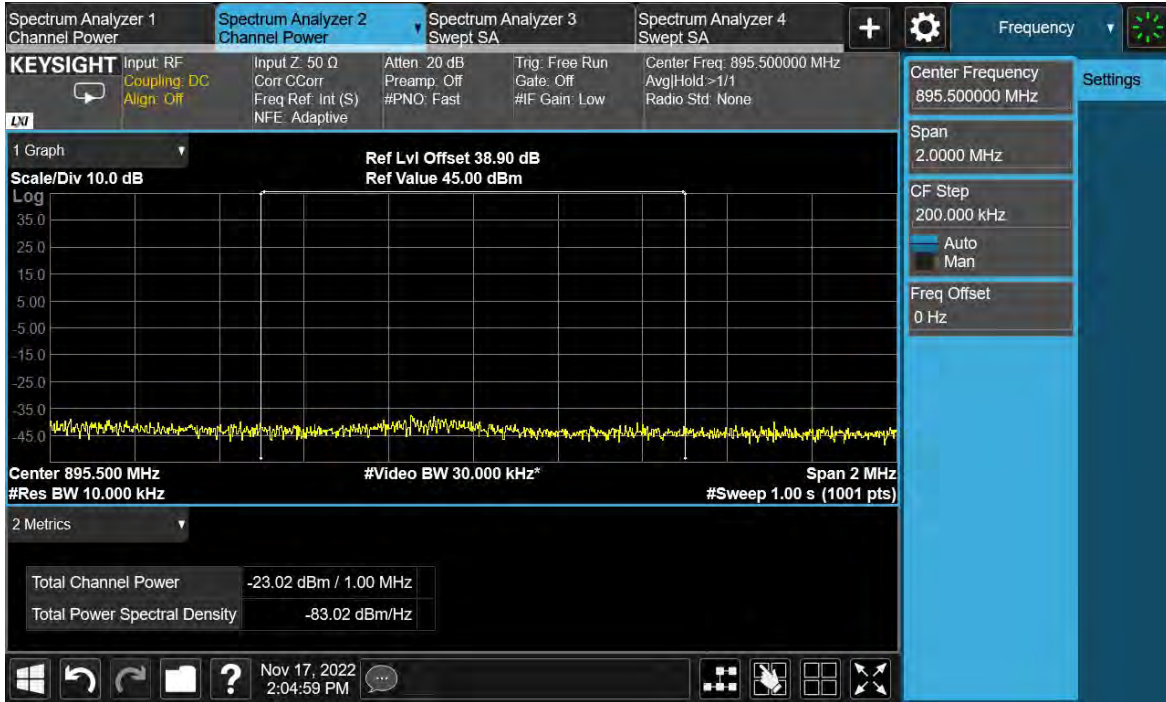 Spectrum Analyzer 1
Channel Power
Spectrum Analyzer 2
Channel Power
Spectrum Analyzer 3
Swept SA
Spectrum Analyzer 4
Swept SA
+
Frequency
KEYSIGHT
LXI
Input: RF
Coupling: DC
Align: Off
Input Z: 50 Ω
Corr CCorr
Freq Ref: Int (S)
NFE: Adaptive
Atten: 20 dB
Preamp: Off
#PNO: Fast
Trig: Free Run
Gate: Off
#IF Gain: Low
Center Freq: 895.500000 MHz
Avg|Hold:>1/1
Radio Std: None
Center Frequency
895.500000 MHz
Settings
Span
2.0000 MHz
CF Step
200.000 kHz
Auto
Man
Freq Offset
0 Hz
1 Graph
Scale/Div 10.0 dB
Ref Lvl Offset 38.90 dB
Ref Value 45.00 dBm
Log
35.0
25.0
15.0
5.00
-5.00
-15.0
-25.0
-35.0
-45.0
Center 895.500 MHz
#Video BW 30.000 kHz*
Span 2 MHz
#Res BW 10.000 kHz
#Sweep 1.00 s (1001 pts)
2 Metrics
Total Channel Power -23.02 dBm / 1.00 MHz
Total Power Spectral Density -83.02 dBm/Hz
?
Nov 17, 2022
2:04:59 PM